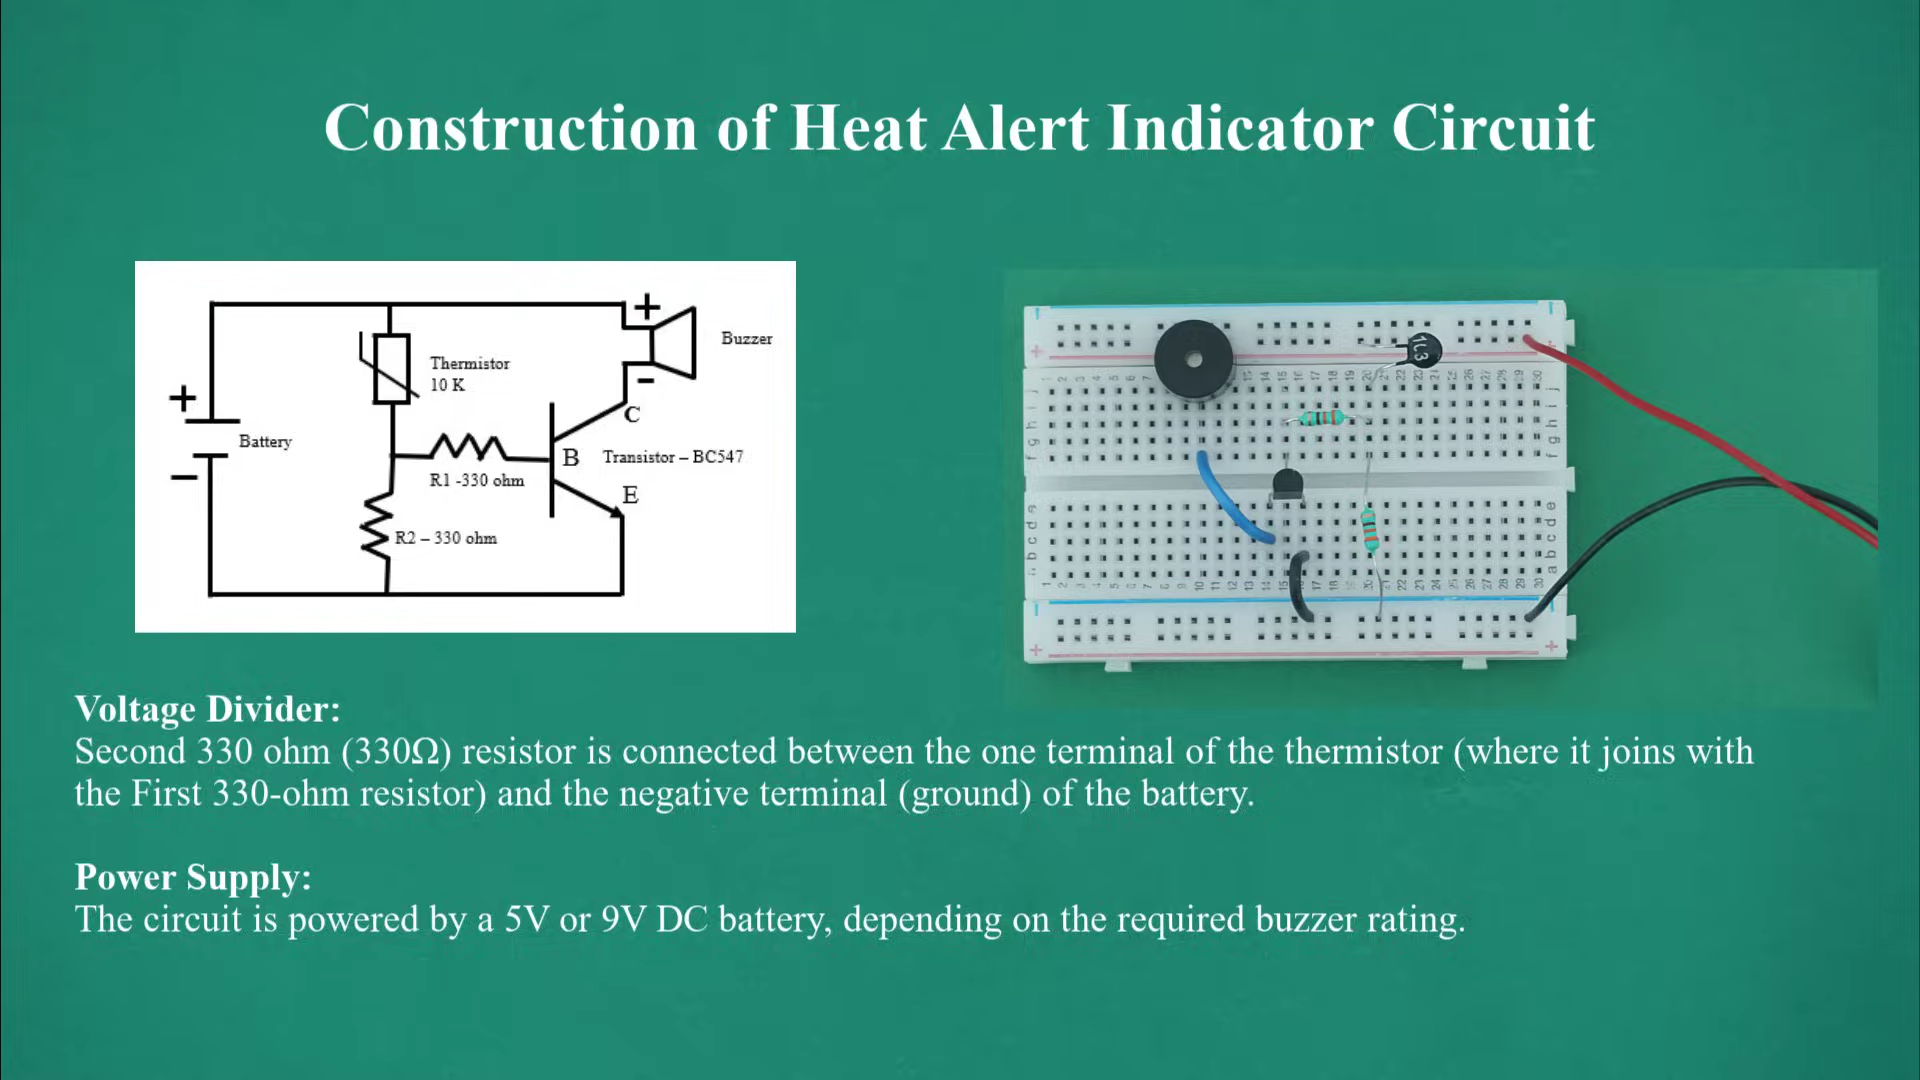 Construction of Heat Alert Indicator Circuit
+
Buzzer
Thermistor
10 K
-
+
C
Battery
B
Transistor – BC547
-
R1 -330 ohm
E
R2 – 330 ohm
1L3
Voltage Divider:
Second 330 ohm (330Ω) resistor is connected between the one terminal of the thermistor (where it joins with
the First 330-ohm resistor) and the negative terminal (ground) of the battery.
Power Supply:
The circuit is powered by a 5V or 9V DC battery, depending on the required buzzer rating.